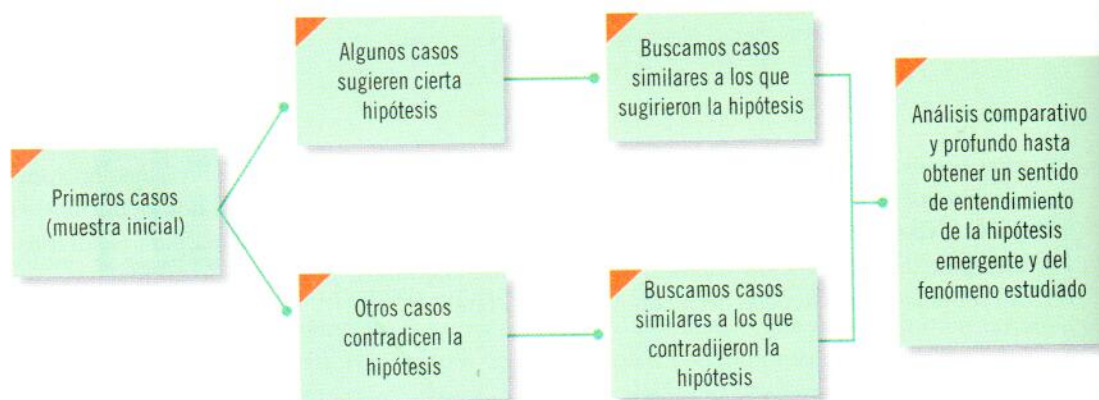 Primeros casos
(muestra inicial)
Algunos casos
sugieren cierta
hipótesis
Buscamos casos
similares a los que
sugirieron la hipótesis
Otros casos
contradicen la
hipótesis
Buscamos casos
similares a los que
contradijeron la
hipótesis
Análisis comparativo
y profundo hasta
obtener un sentido
de entendimiento
de la hipótesis
emergente y del
fenómeno estudiado